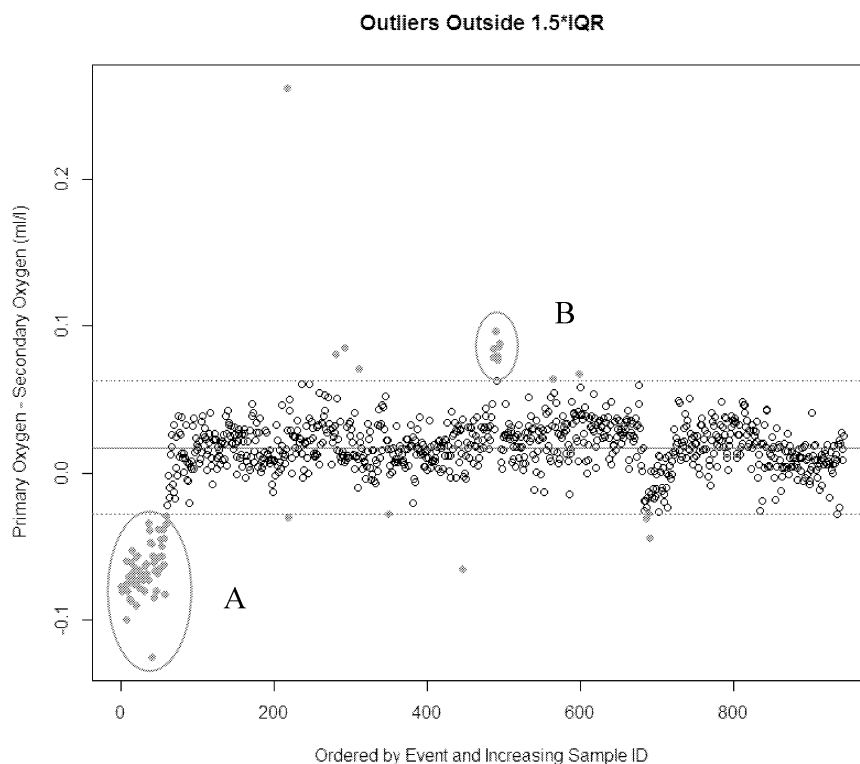 Outliers Outside 1.5*IQR
Primary Oxygen - Secondary Oxygen (ml/l)
0.2
0.1
0.0
-0.1
B
A
0 200 400 600 800
Ordered by Event and Increasing Sample ID